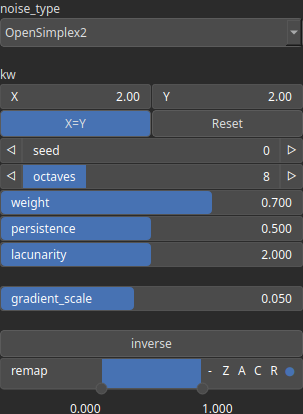 noise_type
OpenSimplex2
kw
X 2.00 Y 2.00
X=Y Reset
seed 0
octaves 8
weight 0.700
persistence 0.500
lacunarity 2.000
gradient_scale 0.050
inverse
remap - Z A C R
0.000 1.000